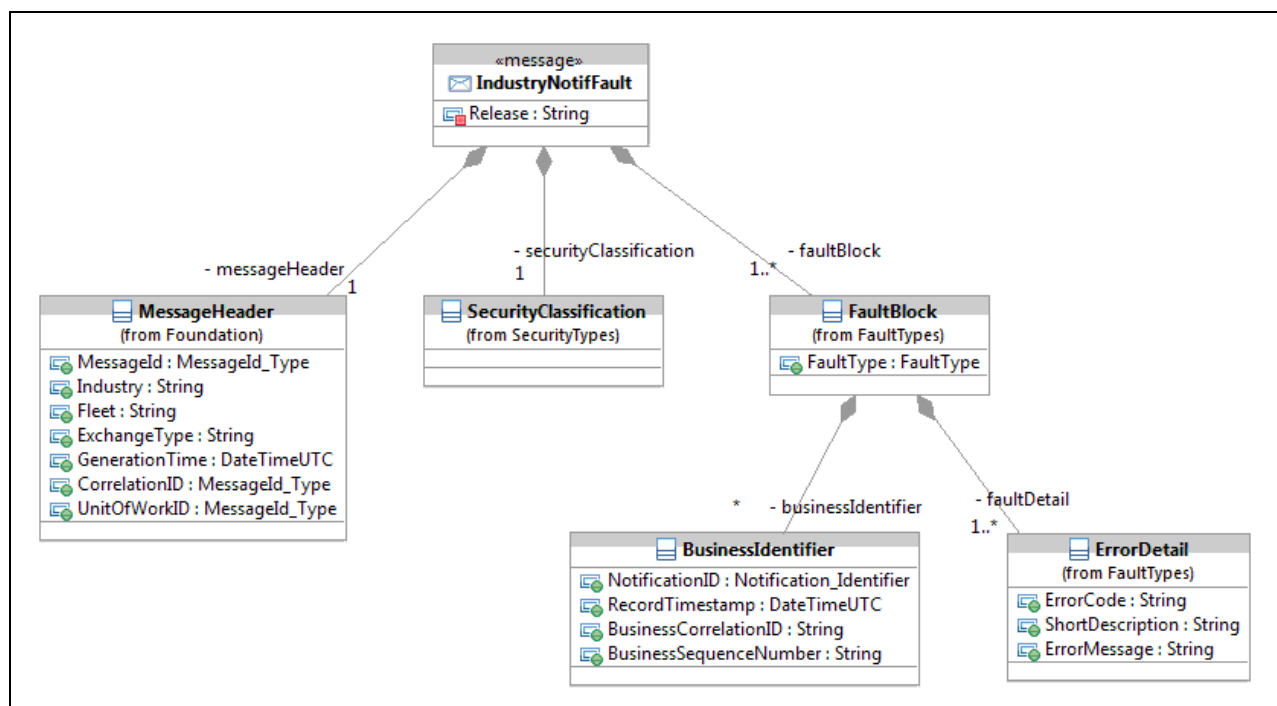 «message»
IndustryNotifFault
Release : String
- messageHeader
1
- securityClassification
1
- faultBlock
1..*
MessageHeader
(from Foundation)
MessageId : MessageId_Type
Industry : String
Fleet : String
ExchangeType : String
GenerationTime : DateTimeUTC
CorrelationID : MessageId_Type
UnitOfWorkID : MessageId_Type
SecurityClassification
(from SecurityTypes)
FaultBlock
(from FaultTypes)
FaultType : FaultType
* - businessIdentifier
- faultDetail
1..*
BusinessIdentifier
NotificationID : Notification_Identifier
RecordTimestamp : DateTimeUTC
BusinessCorrelationID : String
BusinessSequenceNumber : String
ErrorDetail
(from FaultTypes)
ErrorCode : String
ShortDescription : String
ErrorMessage : String